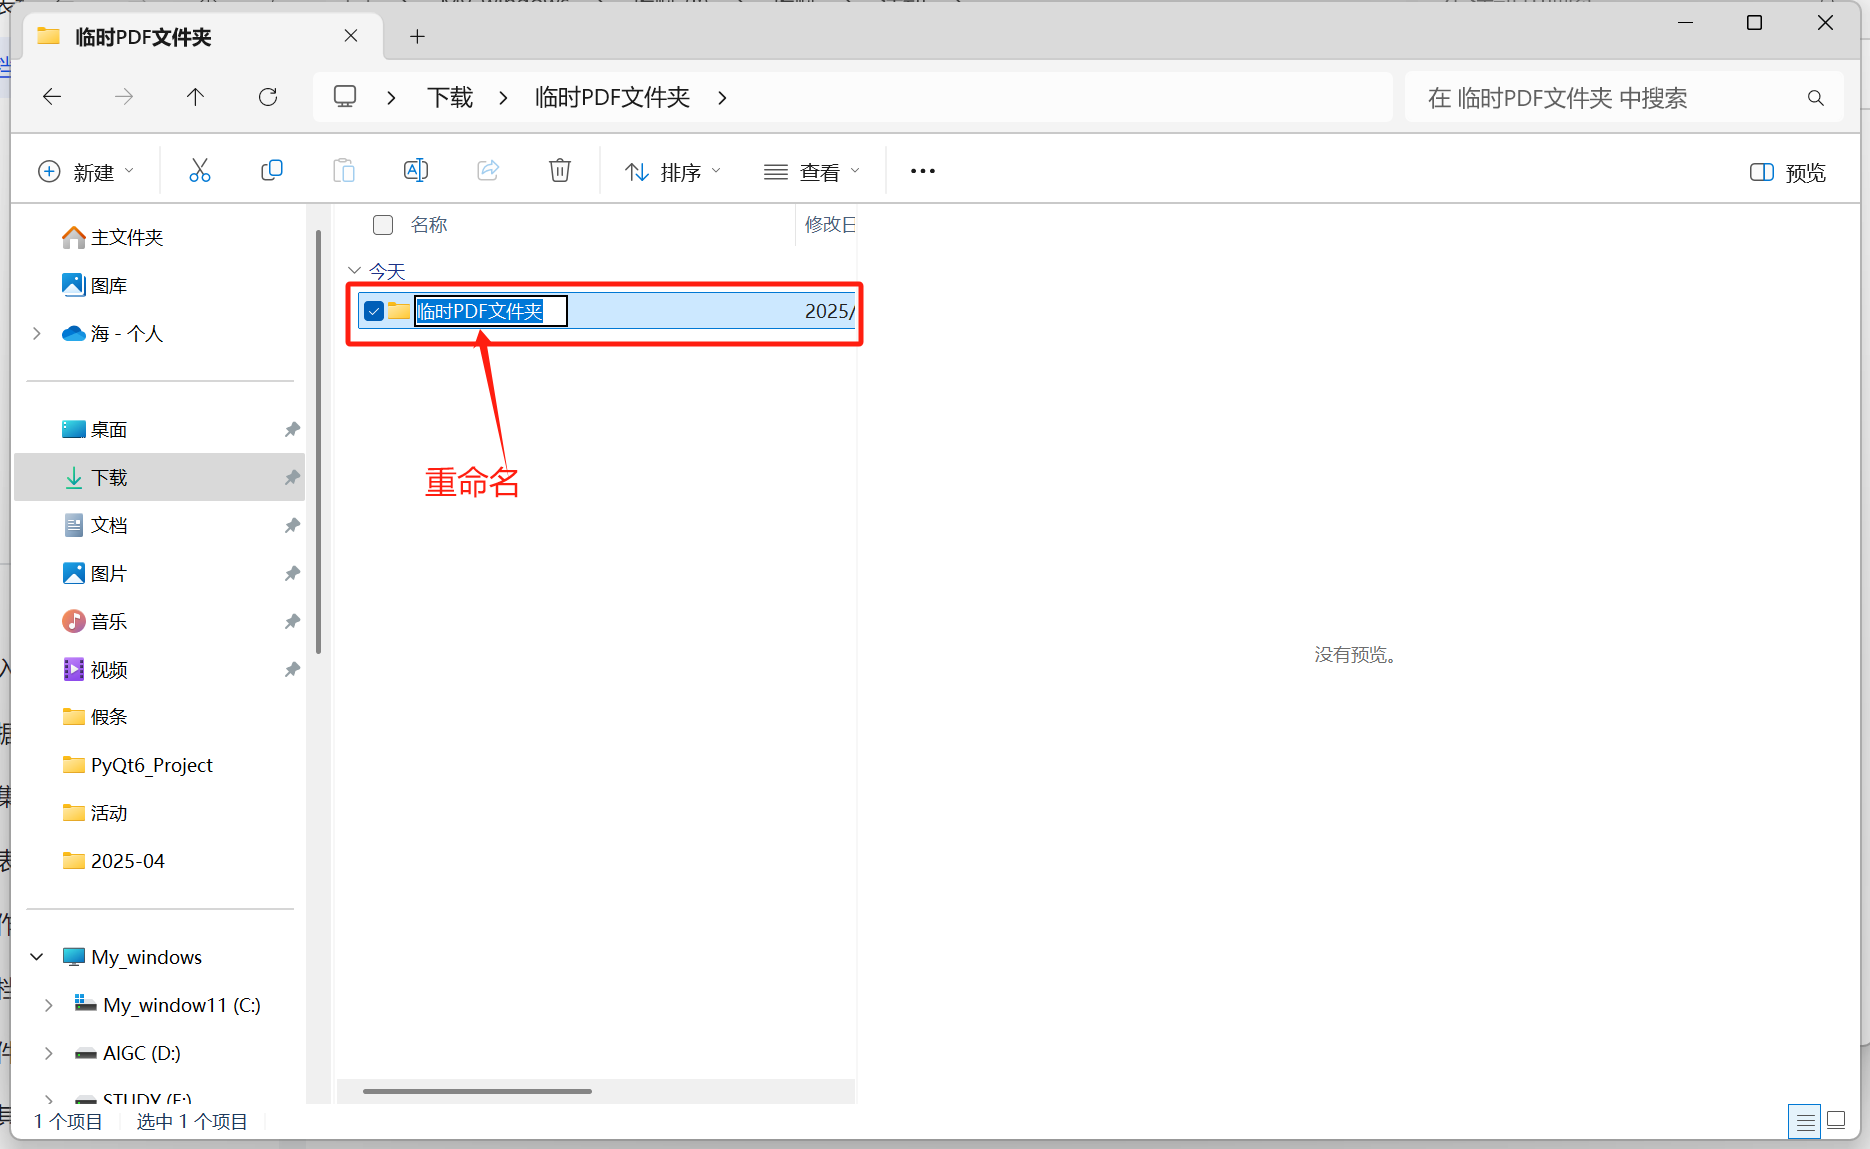 临时PDF文件夹
下载
临时PDF文件夹
在 临时PDF文件夹 中搜索
新建
排序
查看
预览
主文件夹
图库
海 - 个人
桌面
下载
文档
图片
音乐
视频
假条
PyQt6_Project
活动
2025-04
My_windows
My_window11 (C:)
AIGC (D:)
STUDY (E:)
名称
修改日
今天
临时PDF文件夹
2025/
重命名
没有预览。
1 个项目
选中 1 个项目